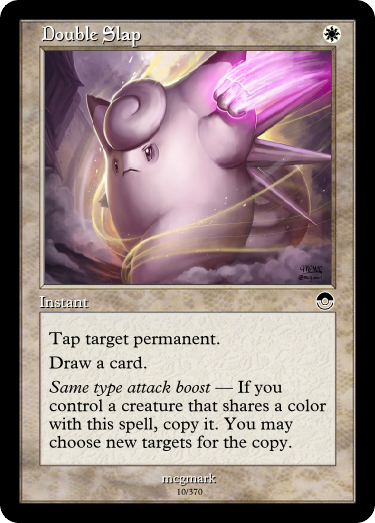 Double Slap
Instant
Tap target permanent.
Draw a card.
Same type attack boost — If you
control a creature that shares a color
with this spell, copy it. You may
choose new targets for the copy.
mcgmark
10/370